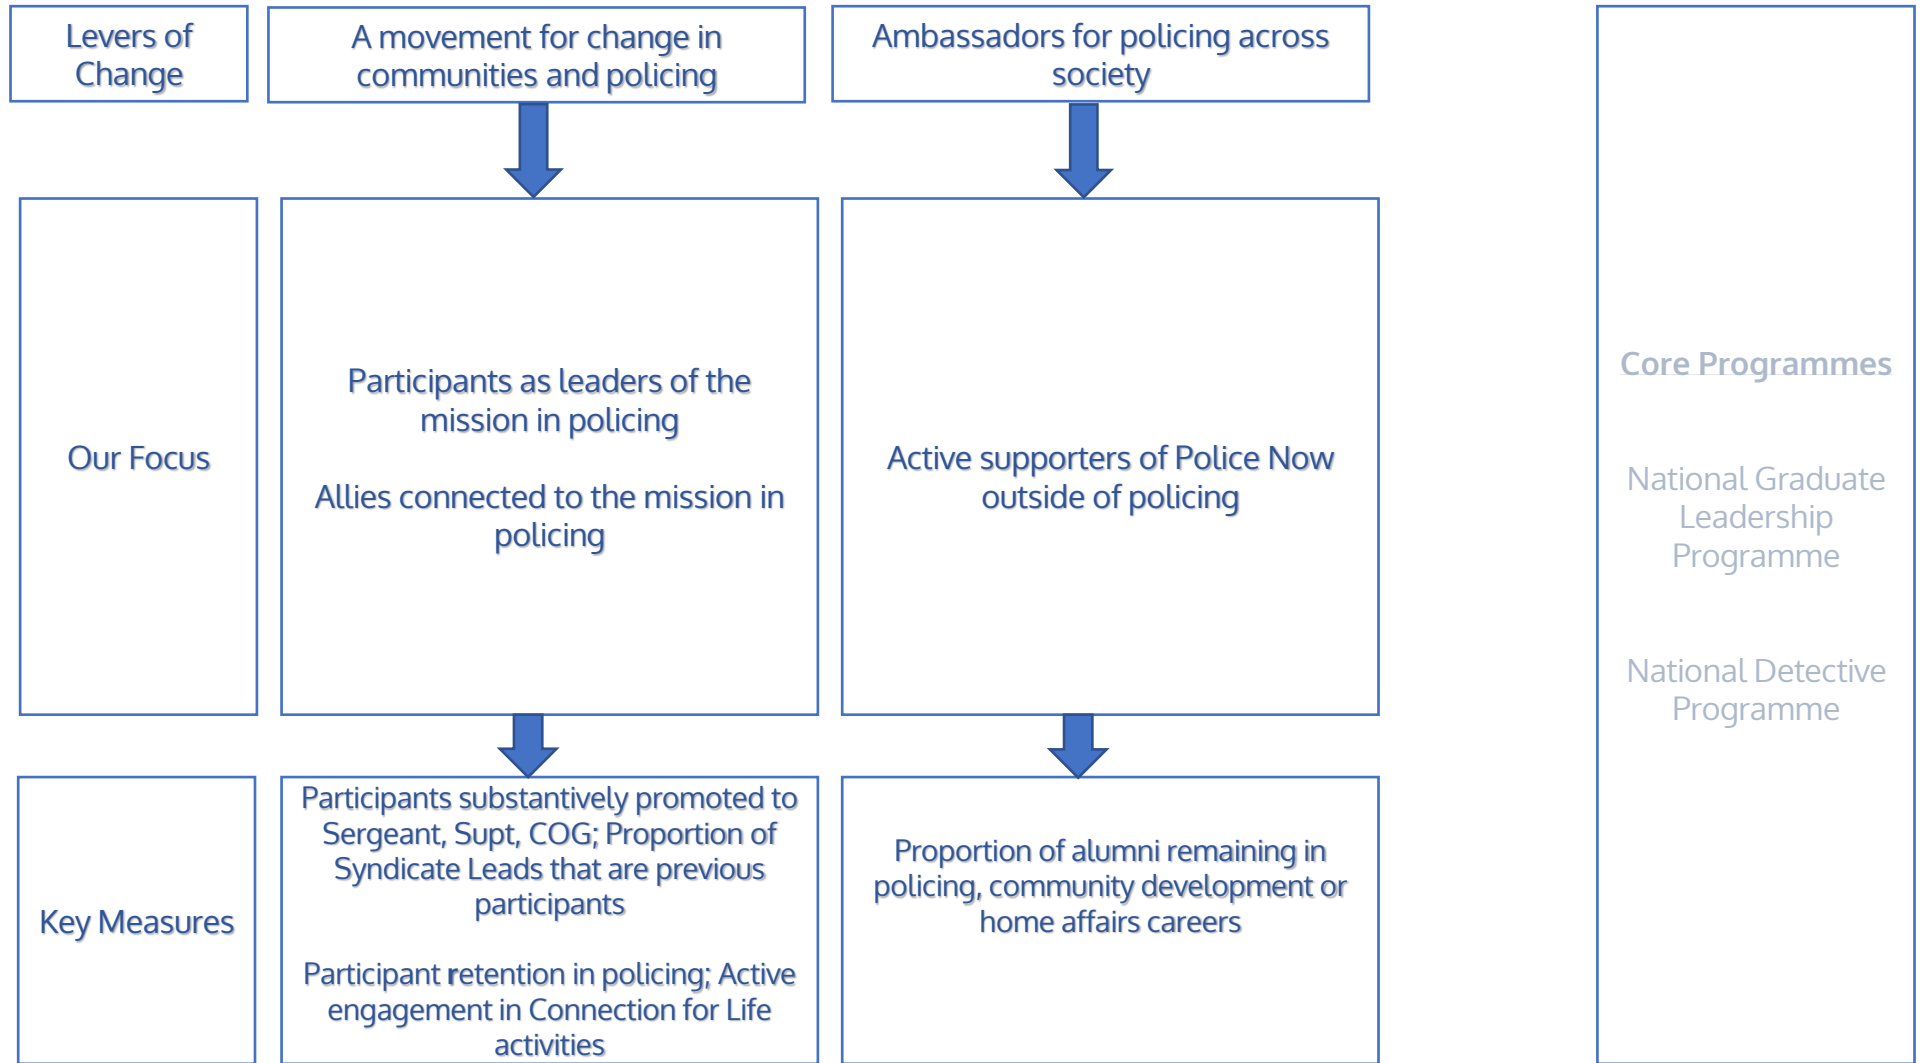 Levers of
Change
A movement for change in
communities and policing
Ambassadors for policing across
society
Our Focus
Participants as leaders of the
mission in policing
Allies connected to the mission in
policing
Active supporters of Police Now
outside of policing
Key Measures
Participants substantively promoted to
Sergeant, Supt, COG; Proportion of
Syndicate Leads that are previous
participants
Participant retention in policing; Active
engagement in Connection for Life
activities
Proportion of alumni remaining in
policing, community development or
home affairs careers
Core Programmes
National Graduate
Leadership
Programme
National Detective
Programme